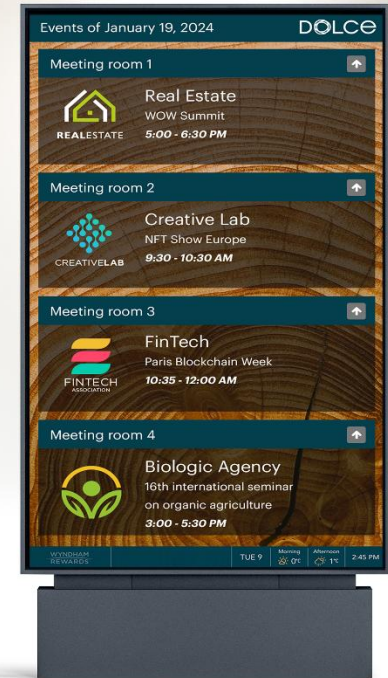 Events of January 19, 2024
DOLCE
Meeting room 1
REALESTATE
Real Estate
WOW Summit
5:00 - 6:30 PM
Meeting room 2
CREATIVELAB
Creative Lab
NFT Show Europe
9:30 - 10:30 AM
Meeting room 3
FINTECH
ASSOCIATION
FinTech
Paris Blockchain Week
10:35 - 12:00 AM
Meeting room 4
Biologic Agency
16th international seminar
on organic agriculture
3:00 - 5:30 PM
WYNDHAM
REWARDS
TUE 9
Morning
0°C
Afternoon
1°C
2:45 PM